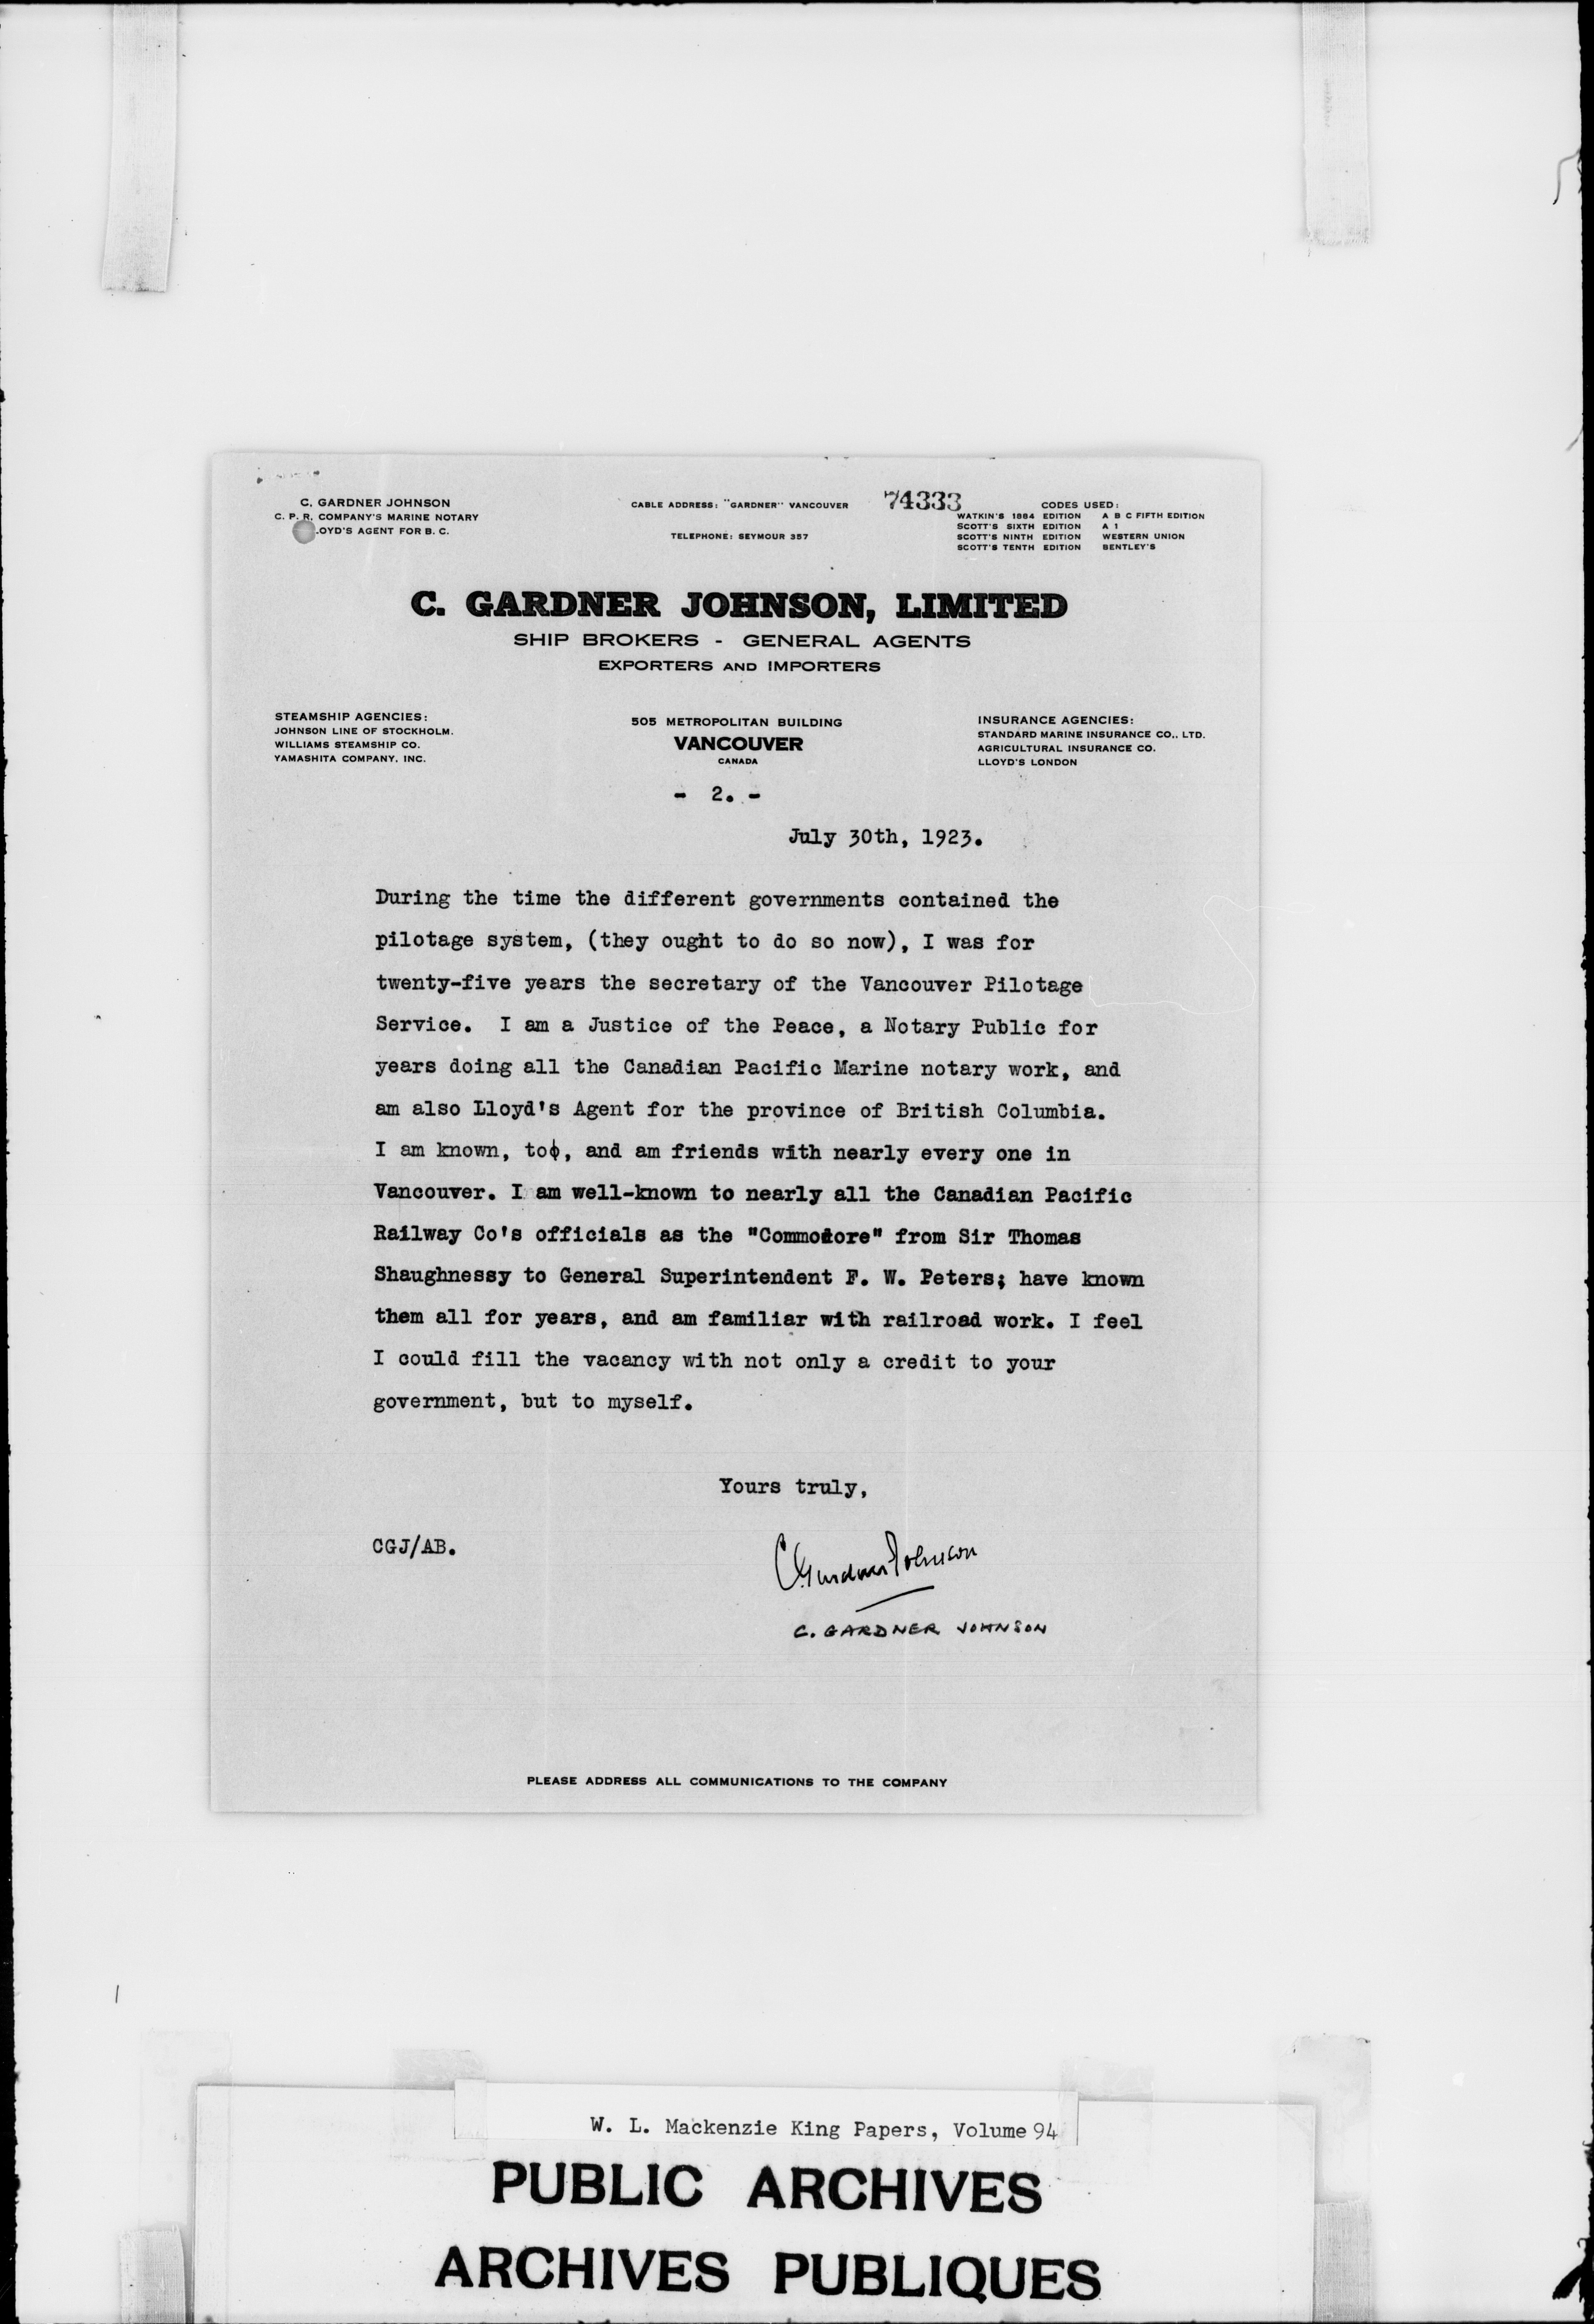 C. GARDNER JOHNSON
C. P. R. COMPANY'S MARINE NOTARY
LOYD'S AGENT FOR B. C.
CABLE ADDRESS: "GARDNER" VANCOUVER
TELEPHONE: SEYMOUR 357
74333
CODES USED:
WATKIN'S 1884 EDITION A B C FIFTH EDITION
SCOTT'S SIXTH EDITION A 1
SCOTT'S NINTH EDITION WESTERN UNION
SCOTT'S TENTH EDITION BENTLEY'S
C. GARDNER JOHNSON, LIMITED
SHIP BROKERS - GENERAL AGENTS
EXPORTERS AND IMPORTERS
STEAMSHIP AGENCIES:
JOHNSON LINE OF STOCKHOLM.
WILLIAMS STEAMSHIP CO.
YAMASHITA COMPANY, INC.
505 METROPOLITAN BUILDING
VANCOUVER
CANADA
INSURANCE AGENCIES:
STANDARD MARINE INSURANCE CO., LTD.
AGRICULTURAL INSURANCE CO.
LLOYD'S LONDON
- 2. -
July 30th, 1923.
During the time the different governments contained the
pilotage system, (they ought to do so now), I was for
twenty-five years the secretary of the Vancouver Pilotage
Service. I am a Justice of the Peace, a Notary Public for
years doing all the Canadian Pacific Marine notary work, and
am also Lloyd's Agent for the province of British Columbia.
I am known, to, and am friends with nearly every one in
Vancouver. I am well-known to nearly all the Canadian Pacific
Railway Co's officials as the "Commodore" from Sir Thomas
Shaughnessy to General Superintendent F. W. Peters; have known
them all for years, and am familiar with railroad work. I feel
I could fill the vacancy with not only a credit to your
government, but to myself.
Yours truly,
CGJ/AB.
C Gardner Johnson
C. GARDNER JOHNSON
PLEASE ADDRESS ALL COMMUNICATIONS TO THE COMPANY
W. L. Mackenzie King Papers, Volume 94
PUBLIC ARCHIVES
ARCHIVES PUBLIQUES